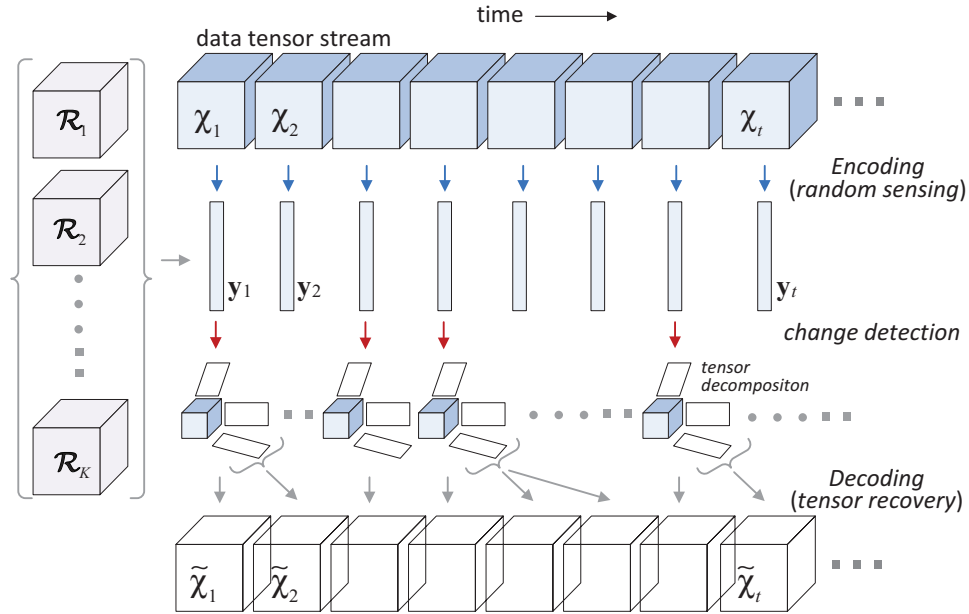 time
data tensor stream
ℛ₁
χ₁ χ₂ χₜ
Encoding
(random sensing)
ℛ₂
y₁ y₂ yₜ
change detection
tensor
decompositon
ℛ_K
Decoding
(tensor recovery)
χ̃₁ χ̃₂ χ̃ₜ